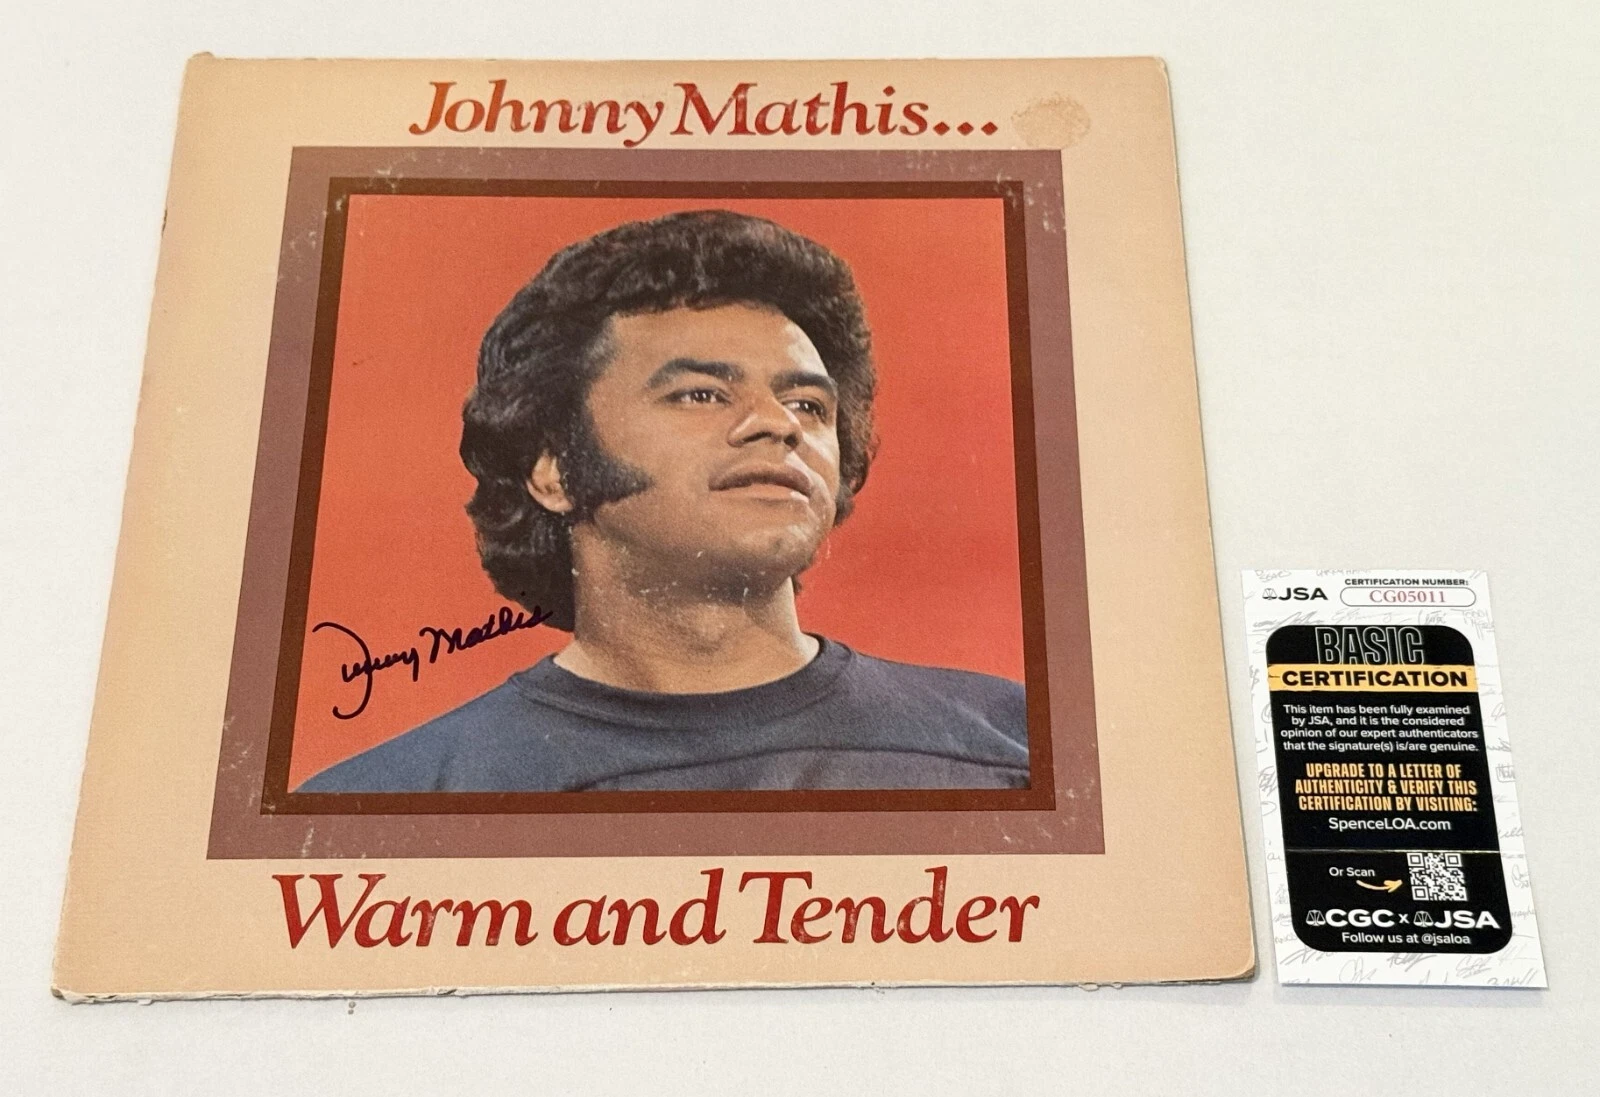 Johnny Mathis...
Johnny Mathis
Warm and Tender
JSA
CERTIFICATION NUMBER:
CG05011
BASIC
CERTIFICATION
This item has been fully examined
by JSA, and it is the considered
opinion of our expert authenticators
that the signature(s) is/are genuine.
UPGRADE TO A LETTER OF
AUTHENTICITY & VERIFY THIS
CERTIFICATION BY VISITING:
SpenceLOA.com
Or Scan
CGC x JSA
Follow us at @jsaloa